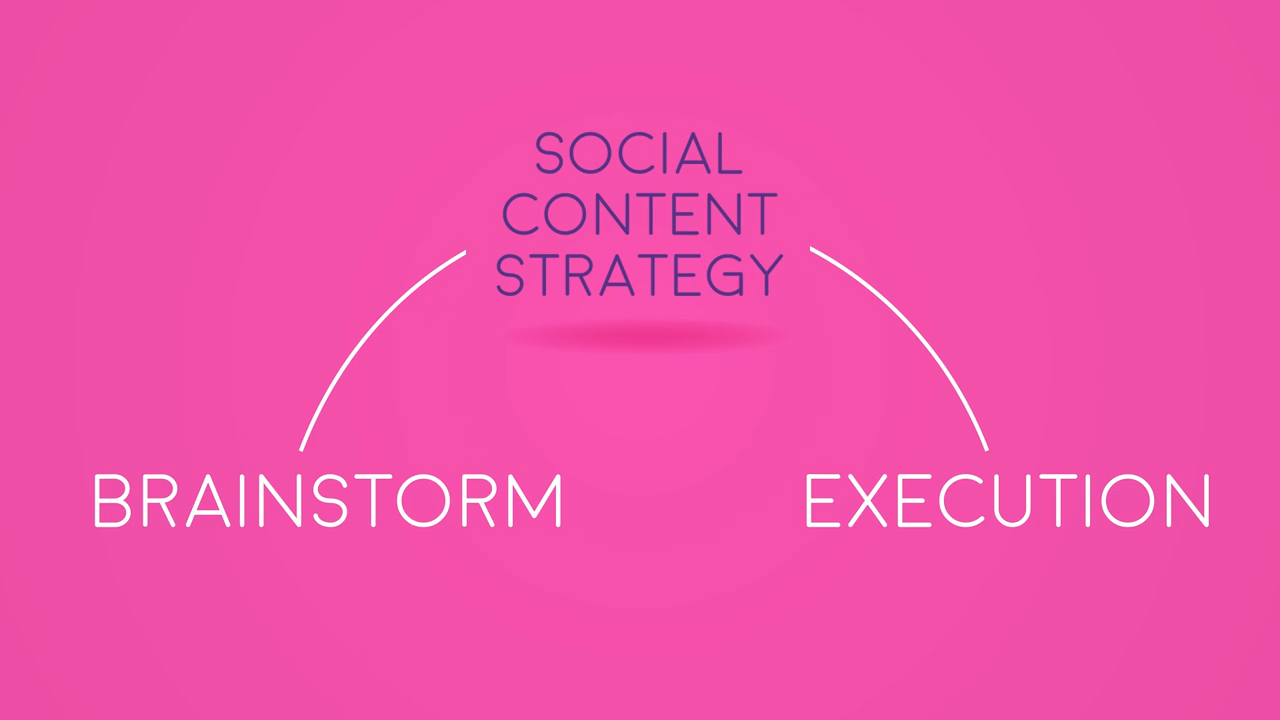 SOCIAL
CONTENT
STRATEGY
BRAINSTORM
EXECUTION